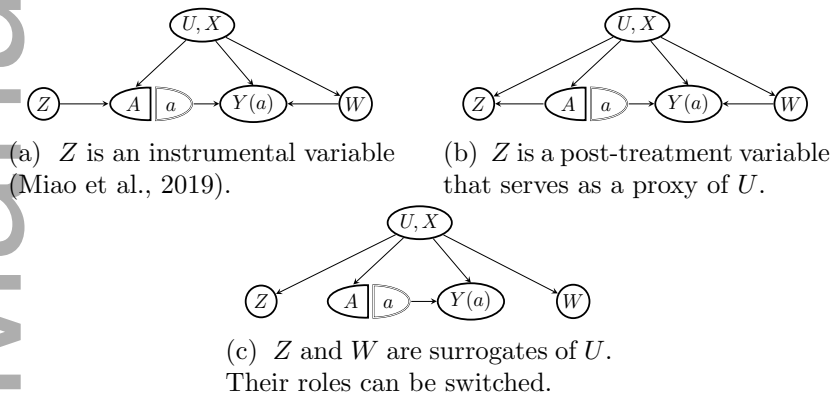 U, X
Z A a Y(a) W
(a) Z is an instrumental variable
(Miao et al., 2019).
U, X
Z A a Y(a) W
(b) Z is a post-treatment variable
that serves as a proxy of U.
U, X
Z A a Y(a) W
(c) Z and W are surrogates of U.
Their roles can be switched.